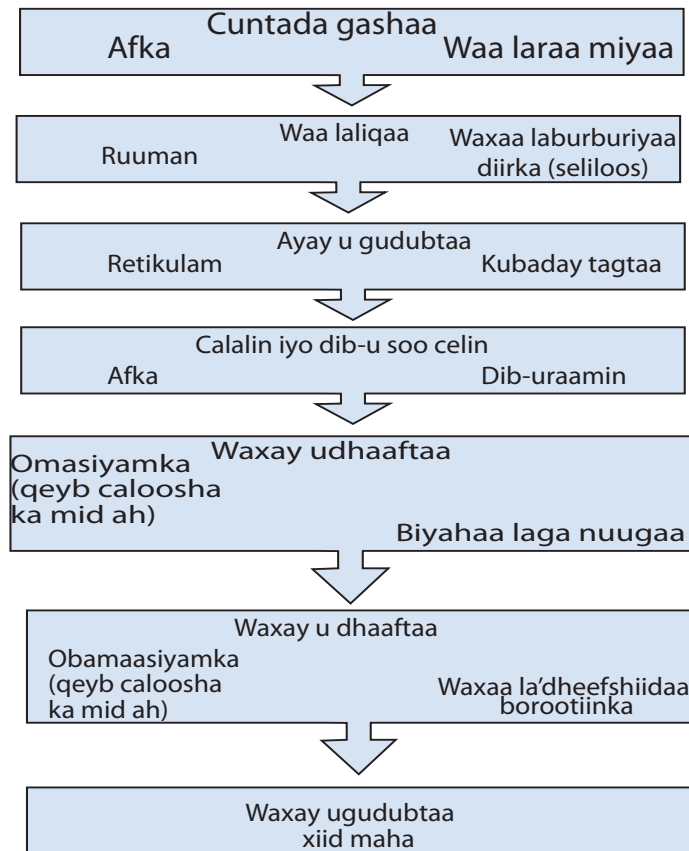 Cuntada gashaa
Afka
Waa laraa miyaa
Waa laliqaa
Ruuman
Waxaa laburburiyaa
diirka (seliloos)
Ayay u gudubtaa
Retikulam
Kubaday tagtaa
Calalin iyo dib-u soo celin
Afka
Dib-uraamin
Waxay udhaaftaa
Omasiyamka
(qeyb caloosha
ka mid ah)
Biyahaa laga nuugaa
Waxay u dhaaftaa
Obamaasiyamka
(qeyb caloosha
ka mid ah)
Waxaa la'dheefshiidaa
borootiinka
Waxay ugudubtaa
xiid maha